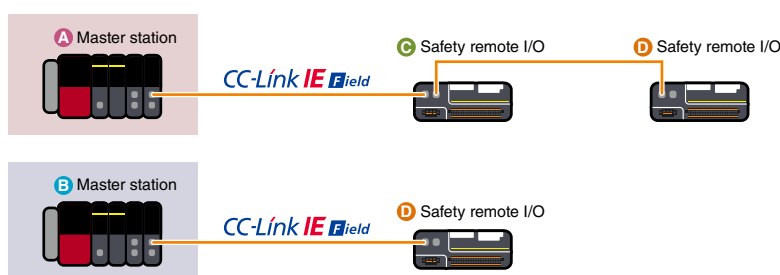 A Master station
C Safety remote I/O
D Safety remote I/O
CC-Link IE Field
B Master station
D Safety remote I/O
CC-Link IE Field